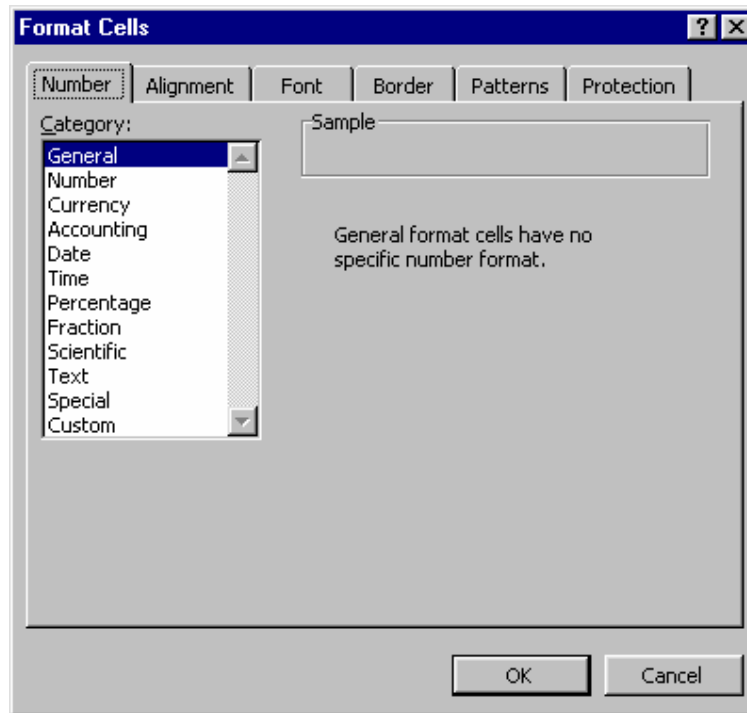 Format Cells
Number Alignment Font Border Patterns Protection
Category:
General
Number
Currency
Accounting
Date
Time
Percentage
Fraction
Scientific
Text
Special
Custom
Sample
General format cells have no
specific number format.
OK Cancel